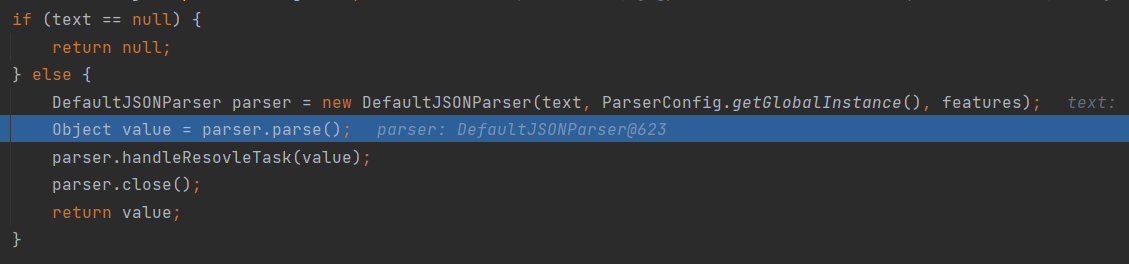 if (text == null) {
return null;
} else {
DefaultJSONParser parser = new DefaultJSONParser(text, ParserConfig.getGlobalInstance(), features); text:
Object value = parser.parse(); parser: DefaultJSONParser@623
parser.handleResovleTask(value);
parser.close();
return value;
}